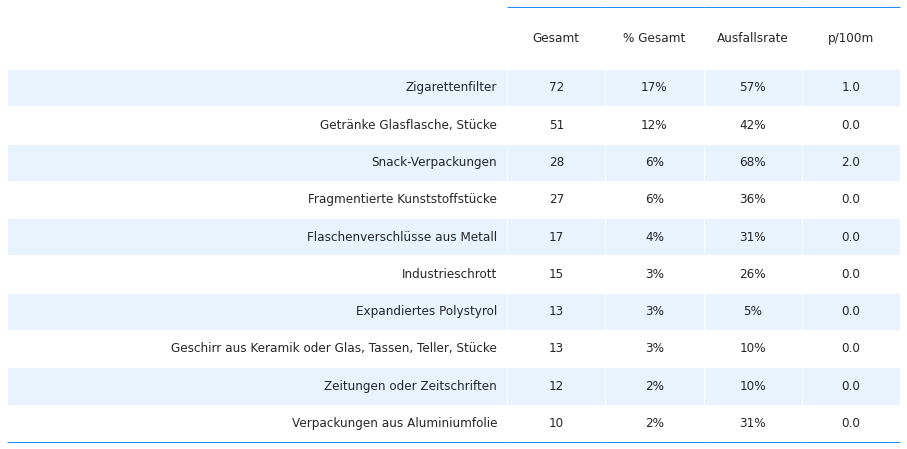 Gesamt % Gesamt Ausfallsrate p/100m
Zigarettenfilter 72 17% 57% 1.0
Getränke Glasflasche, Stücke 51 12% 42% 0.0
Snack-Verpackungen 28 6% 68% 2.0
Fragmentierte Kunststoffstücke 27 6% 36% 0.0
Flaschenverschlüsse aus Metall 17 4% 31% 0.0
Industrieschrott 15 3% 26% 0.0
Expandiertes Polystyrol 13 3% 5% 0.0
Geschirr aus Keramik oder Glas, Tassen, Teller, Stücke 13 3% 10% 0.0
Zeitungen oder Zeitschriften 12 2% 10% 0.0
Verpackungen aus Aluminiumfolie 10 2% 31% 0.0